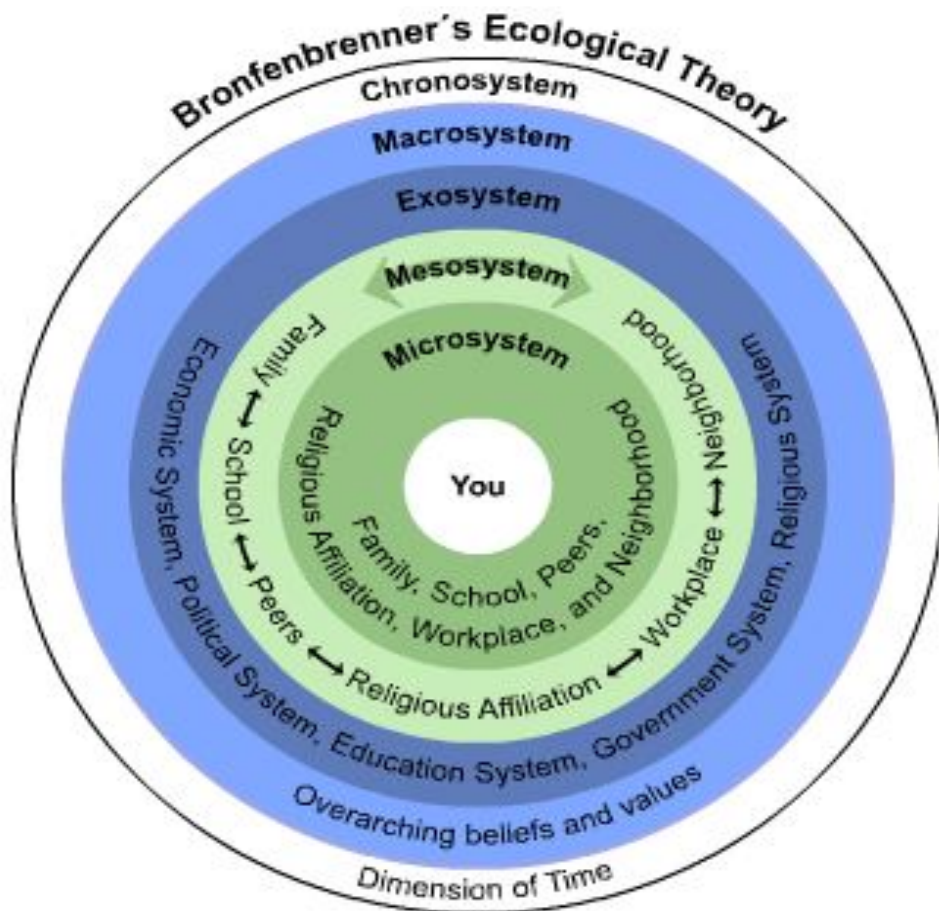 Bronfenbrenner´s Ecological Theory
Chronosystem
Macrosystem
Exosystem
Mesosystem
Microsystem
You
Family, School, Peers,
Religious Affiliation, Workplace, and Neighborhood
Family ↔ School ↔ Peers ↔ Religious Affiliation ↔ Workplace ↔ Neighborhood
Economic System, Political System, Education System, Government System, Religious System
Overarching beliefs and values
Dimension of Time